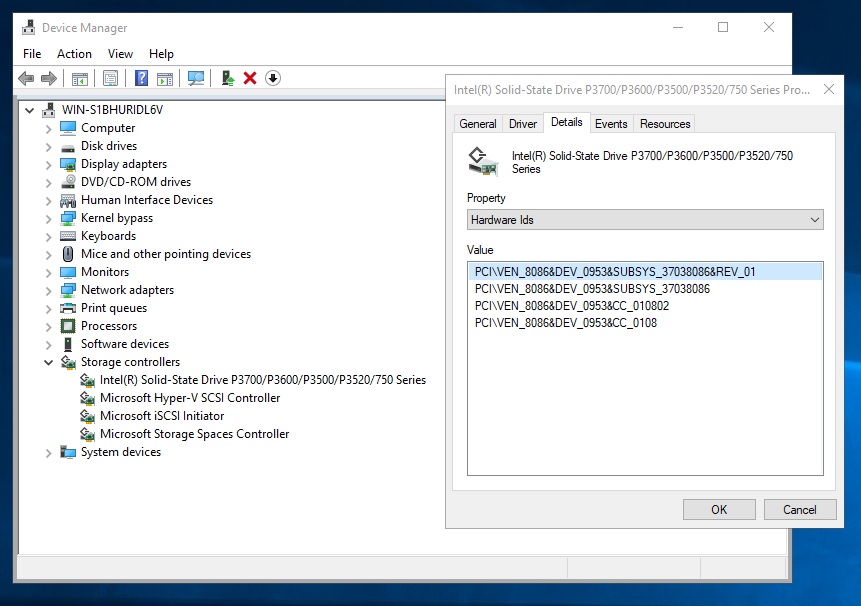 Device Manager
File Action View Help
WIN-S1BHURIDL6V
Computer
Disk drives
Display adapters
DVD/CD-ROM drives
Human Interface Devices
Kernel bypass
Keyboards
Mice and other pointing devices
Monitors
Network adapters
Print queues
Processors
Software devices
Storage controllers
Intel(R) Solid-State Drive P3700/P3600/P3500/P3520/750 Series
Microsoft Hyper-V SCSI Controller
Microsoft iSCSI Initiator
Microsoft Storage Spaces Controller
System devices
Intel(R) Solid-State Drive P3700/P3600/P3500/P3520/750 Series Pro...
General Driver Details Events Resources
Intel(R) Solid-State Drive P3700/P3600/P3500/P3520/750
Series
Property
Hardware Ids
Value
PCI\VEN_8086&DEV_0953&SUBSYS_37038086&REV_01
PCI\VEN_8086&DEV_0953&SUBSYS_37038086
PCI\VEN_8086&DEV_0953&CC_010802
PCI\VEN_8086&DEV_0953&CC_0108
OK Cancel